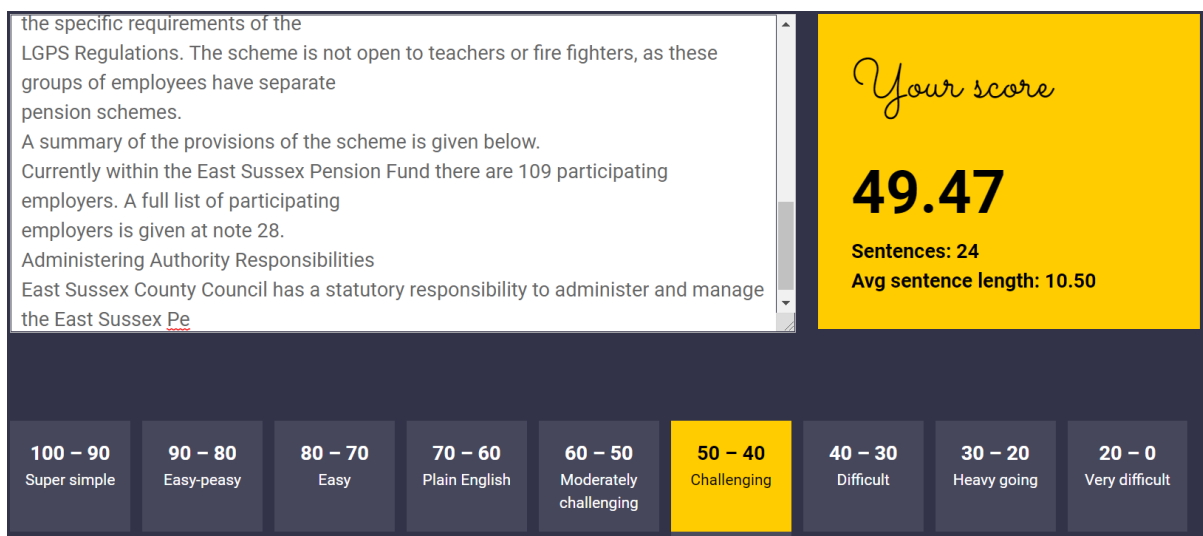 the specific requirements of the
LGPS Regulations. The scheme is not open to teachers or fire fighters, as these
groups of employees have separate
pension schemes.
A summary of the provisions of the scheme is given below.
Currently within the East Sussex Pension Fund there are 109 participating
employers. A full list of participating
employers is given at note 28.
Administering Authority Responsibilities
East Sussex County Council has a statutory responsibility to administer and manage
the East Sussex Pe
Your score
49.47
Sentences: 24
Avg sentence length: 10.50
100 – 90
Super simple
90 – 80
Easy-peasy
80 – 70
Easy
70 – 60
Plain English
60 – 50
Moderately
challenging
50 – 40
Challenging
40 – 30
Difficult
30 – 20
Heavy going
20 – 0
Very difficult